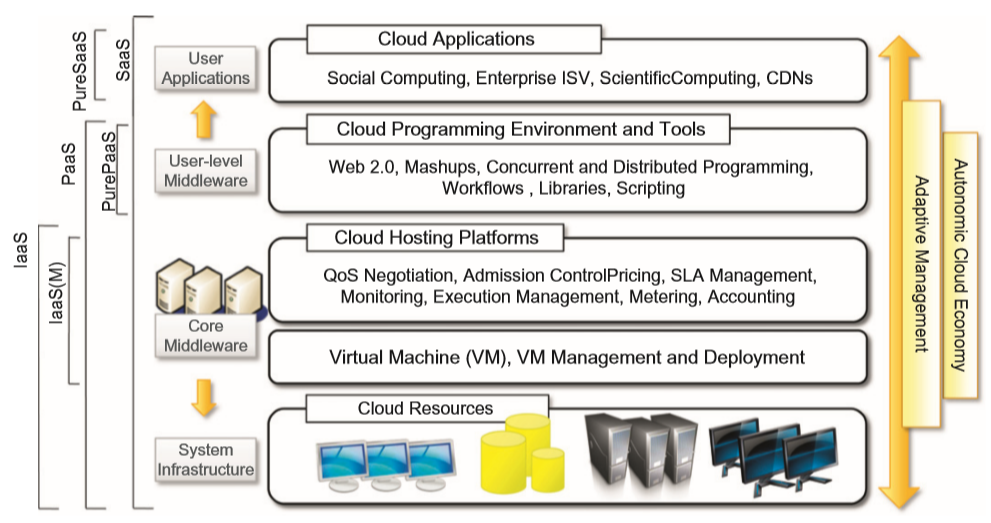 PureSaaS
SaaS
User
Applications
Cloud Applications
Social Computing, Enterprise ISV, ScientificComputing, CDNs
PaaS
PurePaaS
User-level
Middleware
Cloud Programming Environment and Tools
Web 2.0, Mashups, Concurrent and Distributed Programming,
Workflows , Libraries, Scripting
IaaS
IaaS(M)
Core
Middleware
Cloud Hosting Platforms
QoS Negotiation, Admission ControlPricing, SLA Management,
Monitoring, Execution Management, Metering, Accounting
Virtual Machine (VM), VM Management and Deployment
System
Infrastructure
Cloud Resources
Adaptive Management
Autonomic Cloud Economy